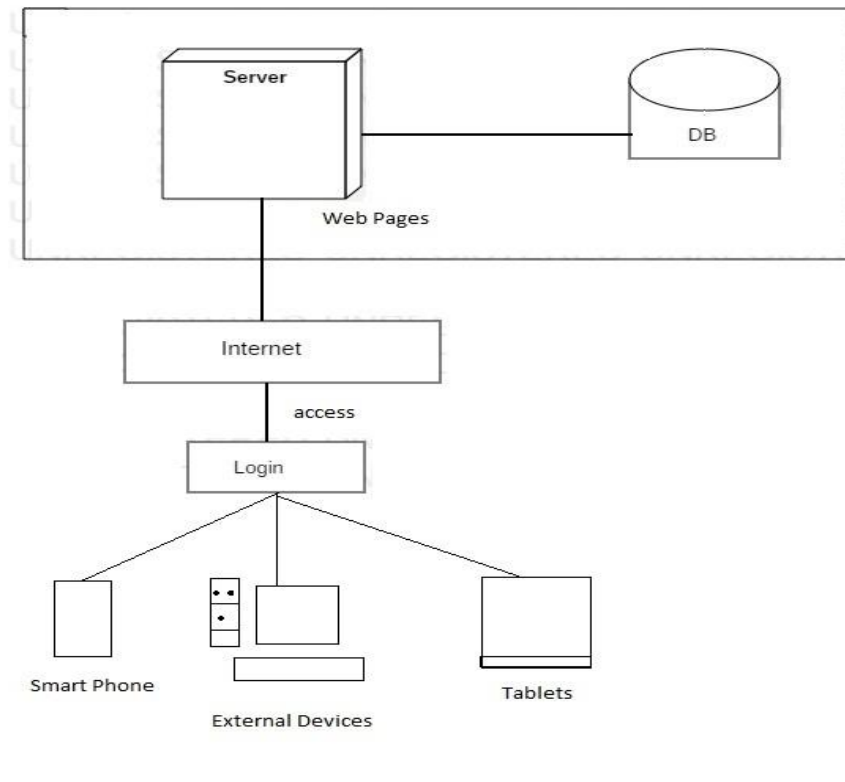 Server
DB
Web Pages
Internet
access
Login
Smart Phone
External Devices
Tablets